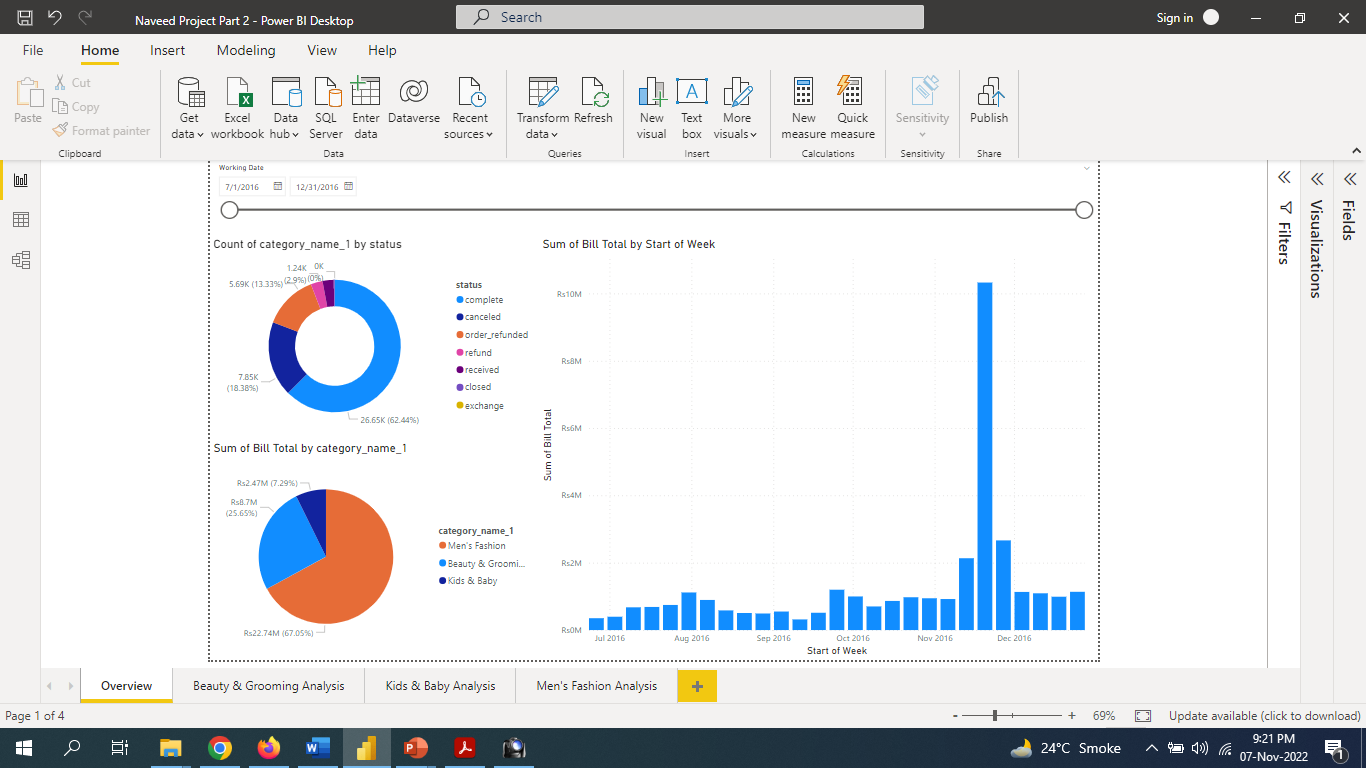 Naveed Project Part 2 - Power BI Desktop
Search
Sign in
File Home Insert Modeling View Help
Paste
Cut
Copy
Format painter
Clipboard
Get data
Excel workbook
Data hub
SQL Server
Enter data
Dataverse
Recent sources
Data
Transform data
Refresh
Queries
New visual
Text box
More visuals
Insert
New measure
Quick measure
Calculations
Sensitivity
Sensitivity
Publish
Share
Working Date
7/1/2016 12/31/2016
Count of category_name_1 by status
1.24K (2.9%)
0K (0%)
5.69K (13.33%)
7.85K (18.38%)
26.65K (62.44%)
status
complete
canceled
order_refunded
refund
received
closed
exchange
Sum of Bill Total by category_name_1
Rs2.47M (7.29%)
Rs8.7M (25.65%)
Rs22.74M (67.05%)
category_name_1
Men's Fashion
Beauty & Groomi...
Kids & Baby
Sum of Bill Total by Start of Week
Sum of Bill Total
Rs10M
Rs8M
Rs6M
Rs4M
Rs2M
Rs0M
Jul 2016 Aug 2016 Sep 2016 Oct 2016 Nov 2016 Dec 2016
Start of Week
Filters
Visualizations
Fields
Overview Beauty & Grooming Analysis Kids & Baby Analysis Men's Fashion Analysis +
Page 1 of 4
- + 69%
Update available (click to download)
24°C Smoke
9:21 PM
07-Nov-2022
1